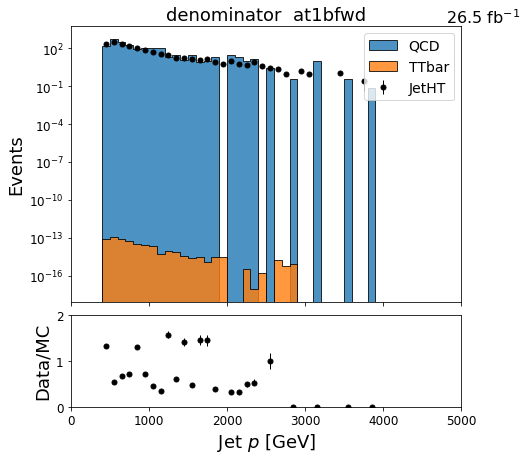 denominator at1bfwd
26.5 fb⁻¹
QCD
TTbar
JetHT
Events
10²
10⁻¹
10⁻⁴
10⁻⁷
10⁻¹⁰
10⁻¹³
10⁻¹⁶
Data/MC
2
1
0
0 1000 2000 3000 4000 5000
Jet p [GeV]